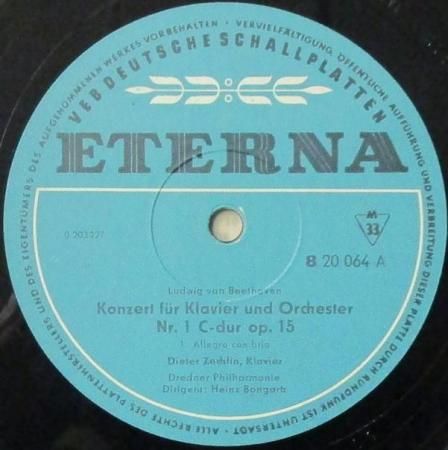 ALLE RECHTE DES PLATTENHERSTELLERS UND DES EIGENTÜMERS DES AUFGENOMMENEN WERKES VORBEHALTEN · VERVIELFÄLTIGUNG, ÖFFENTLICHE AUFFÜHRUNG UND VERBREITUNG DIESER PLATTE DURCH RUNDFUNK IST UNTERSAGT ·
VEB DEUTSCHE SCHALLPLATTEN
ETERNA
M
33
8 20 064 A
Ludwig van Beethoven
Konzert für Klavier und Orchester
Nr. 1 C-dur op. 15
1. Allegro con brio
Dieter Zechlin, Klavier
Dredner Philharmonie
Dirigent: Heinz Bongartz